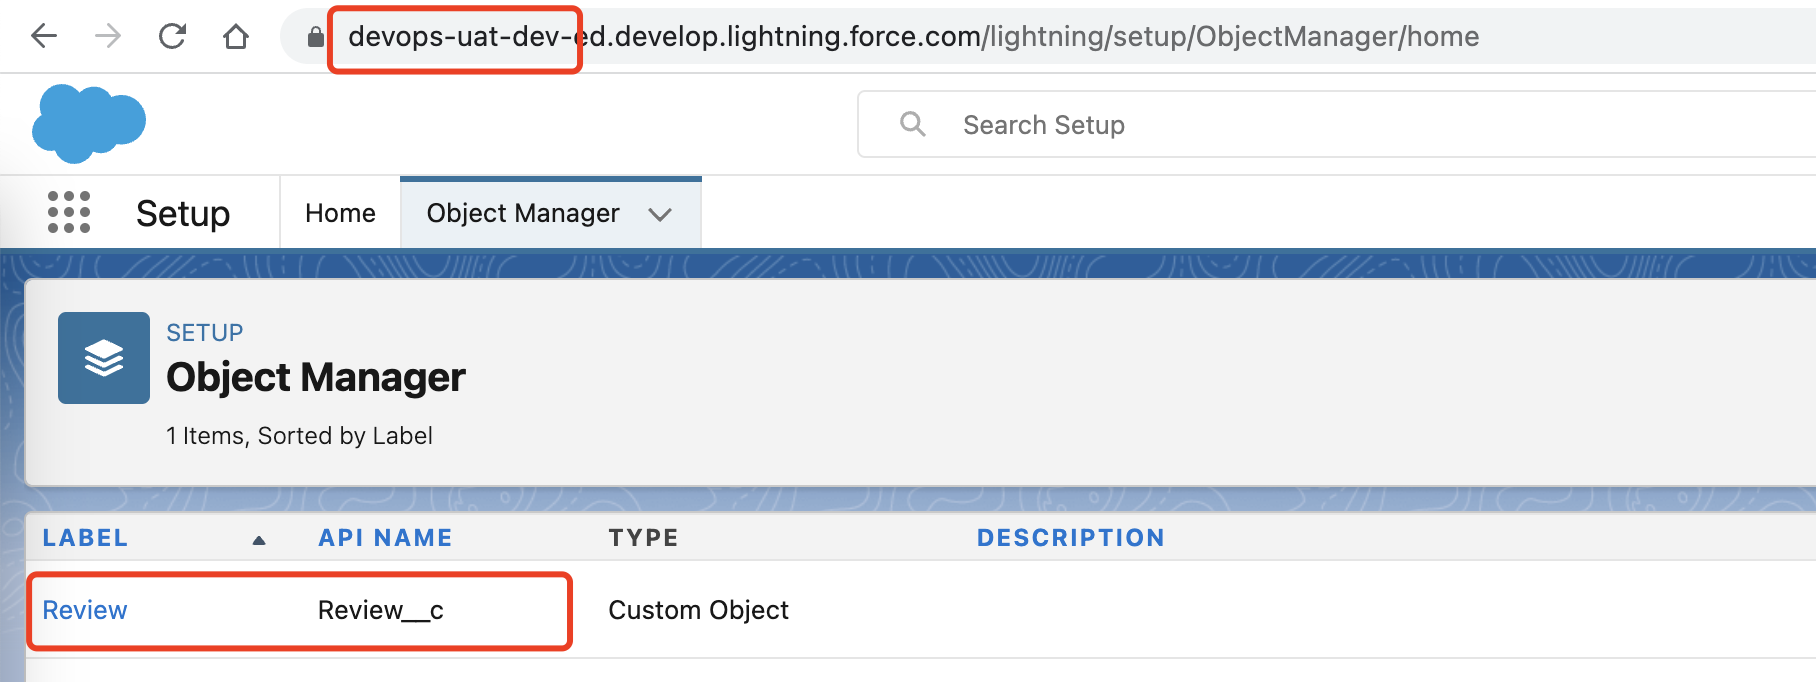 devops-uat-dev-ed.develop.lightning.force.com/lightning/setup/ObjectManager/home
Search Setup
Setup Home Object Manager
SETUP
Object Manager
1 Items, Sorted by Label
LABEL API NAME TYPE DESCRIPTION
Review Review__c Custom Object